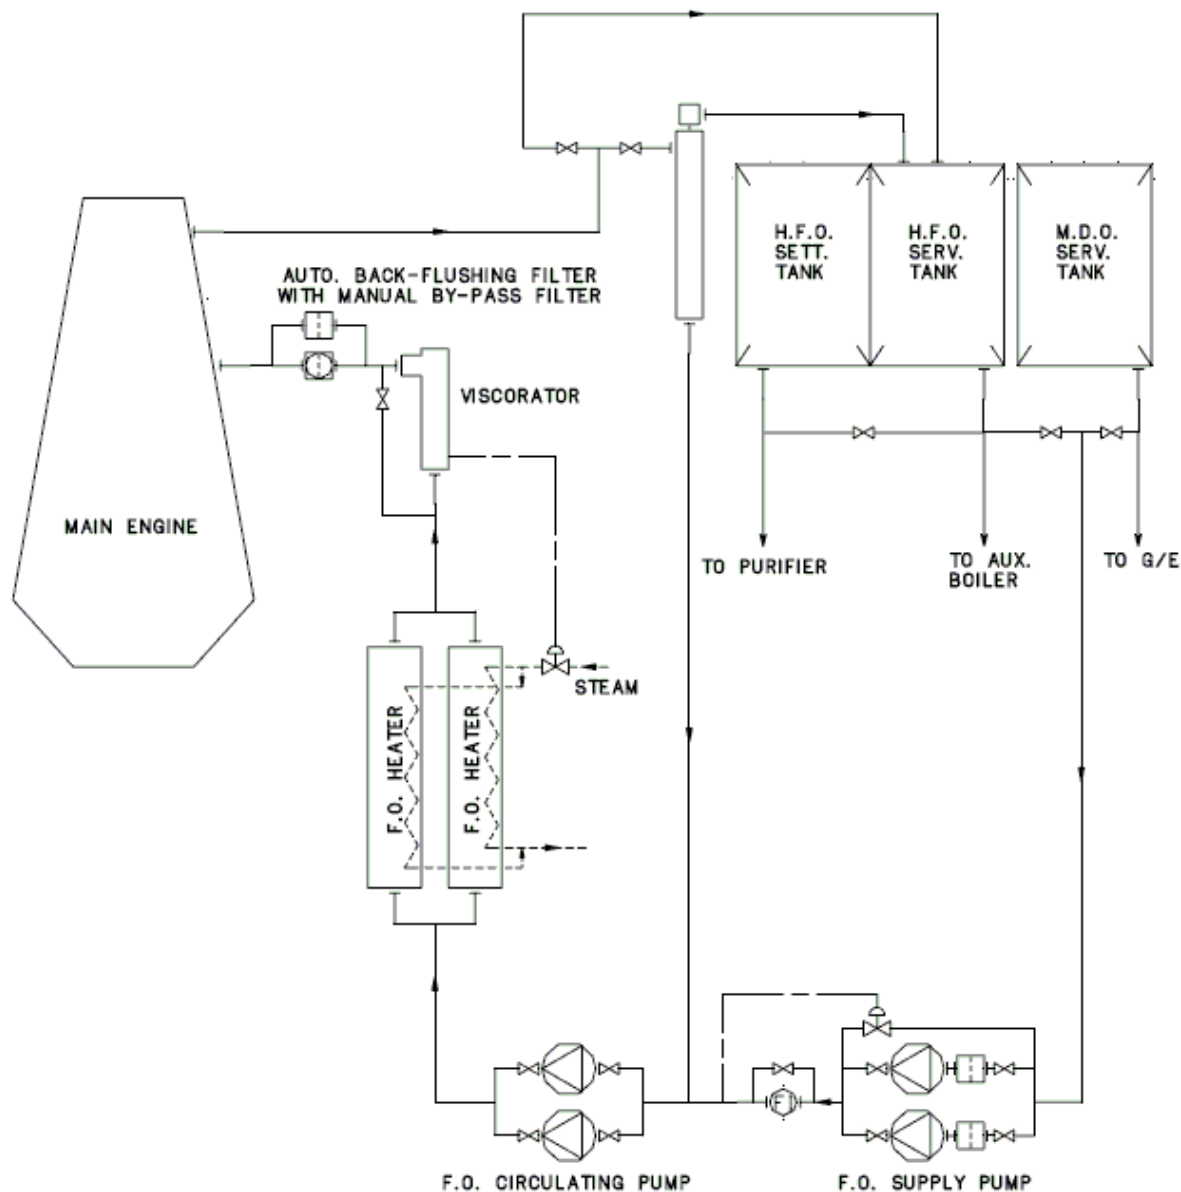 H.F.O.
SETT.
TANK
H.F.O.
SERV.
TANK
M.D.O.
SERV.
TANK
AUTO. BACK-FLUSHING FILTER
WITH MANUAL BY-PASS FILTER
VISCORATOR
MAIN ENGINE
TO PURIFIER
TO AUX.
BOILER
TO G/E
STEAM
F.O. HEATER
F.O. HEATER
F.O. CIRCULATING PUMP
F.O. SUPPLY PUMP